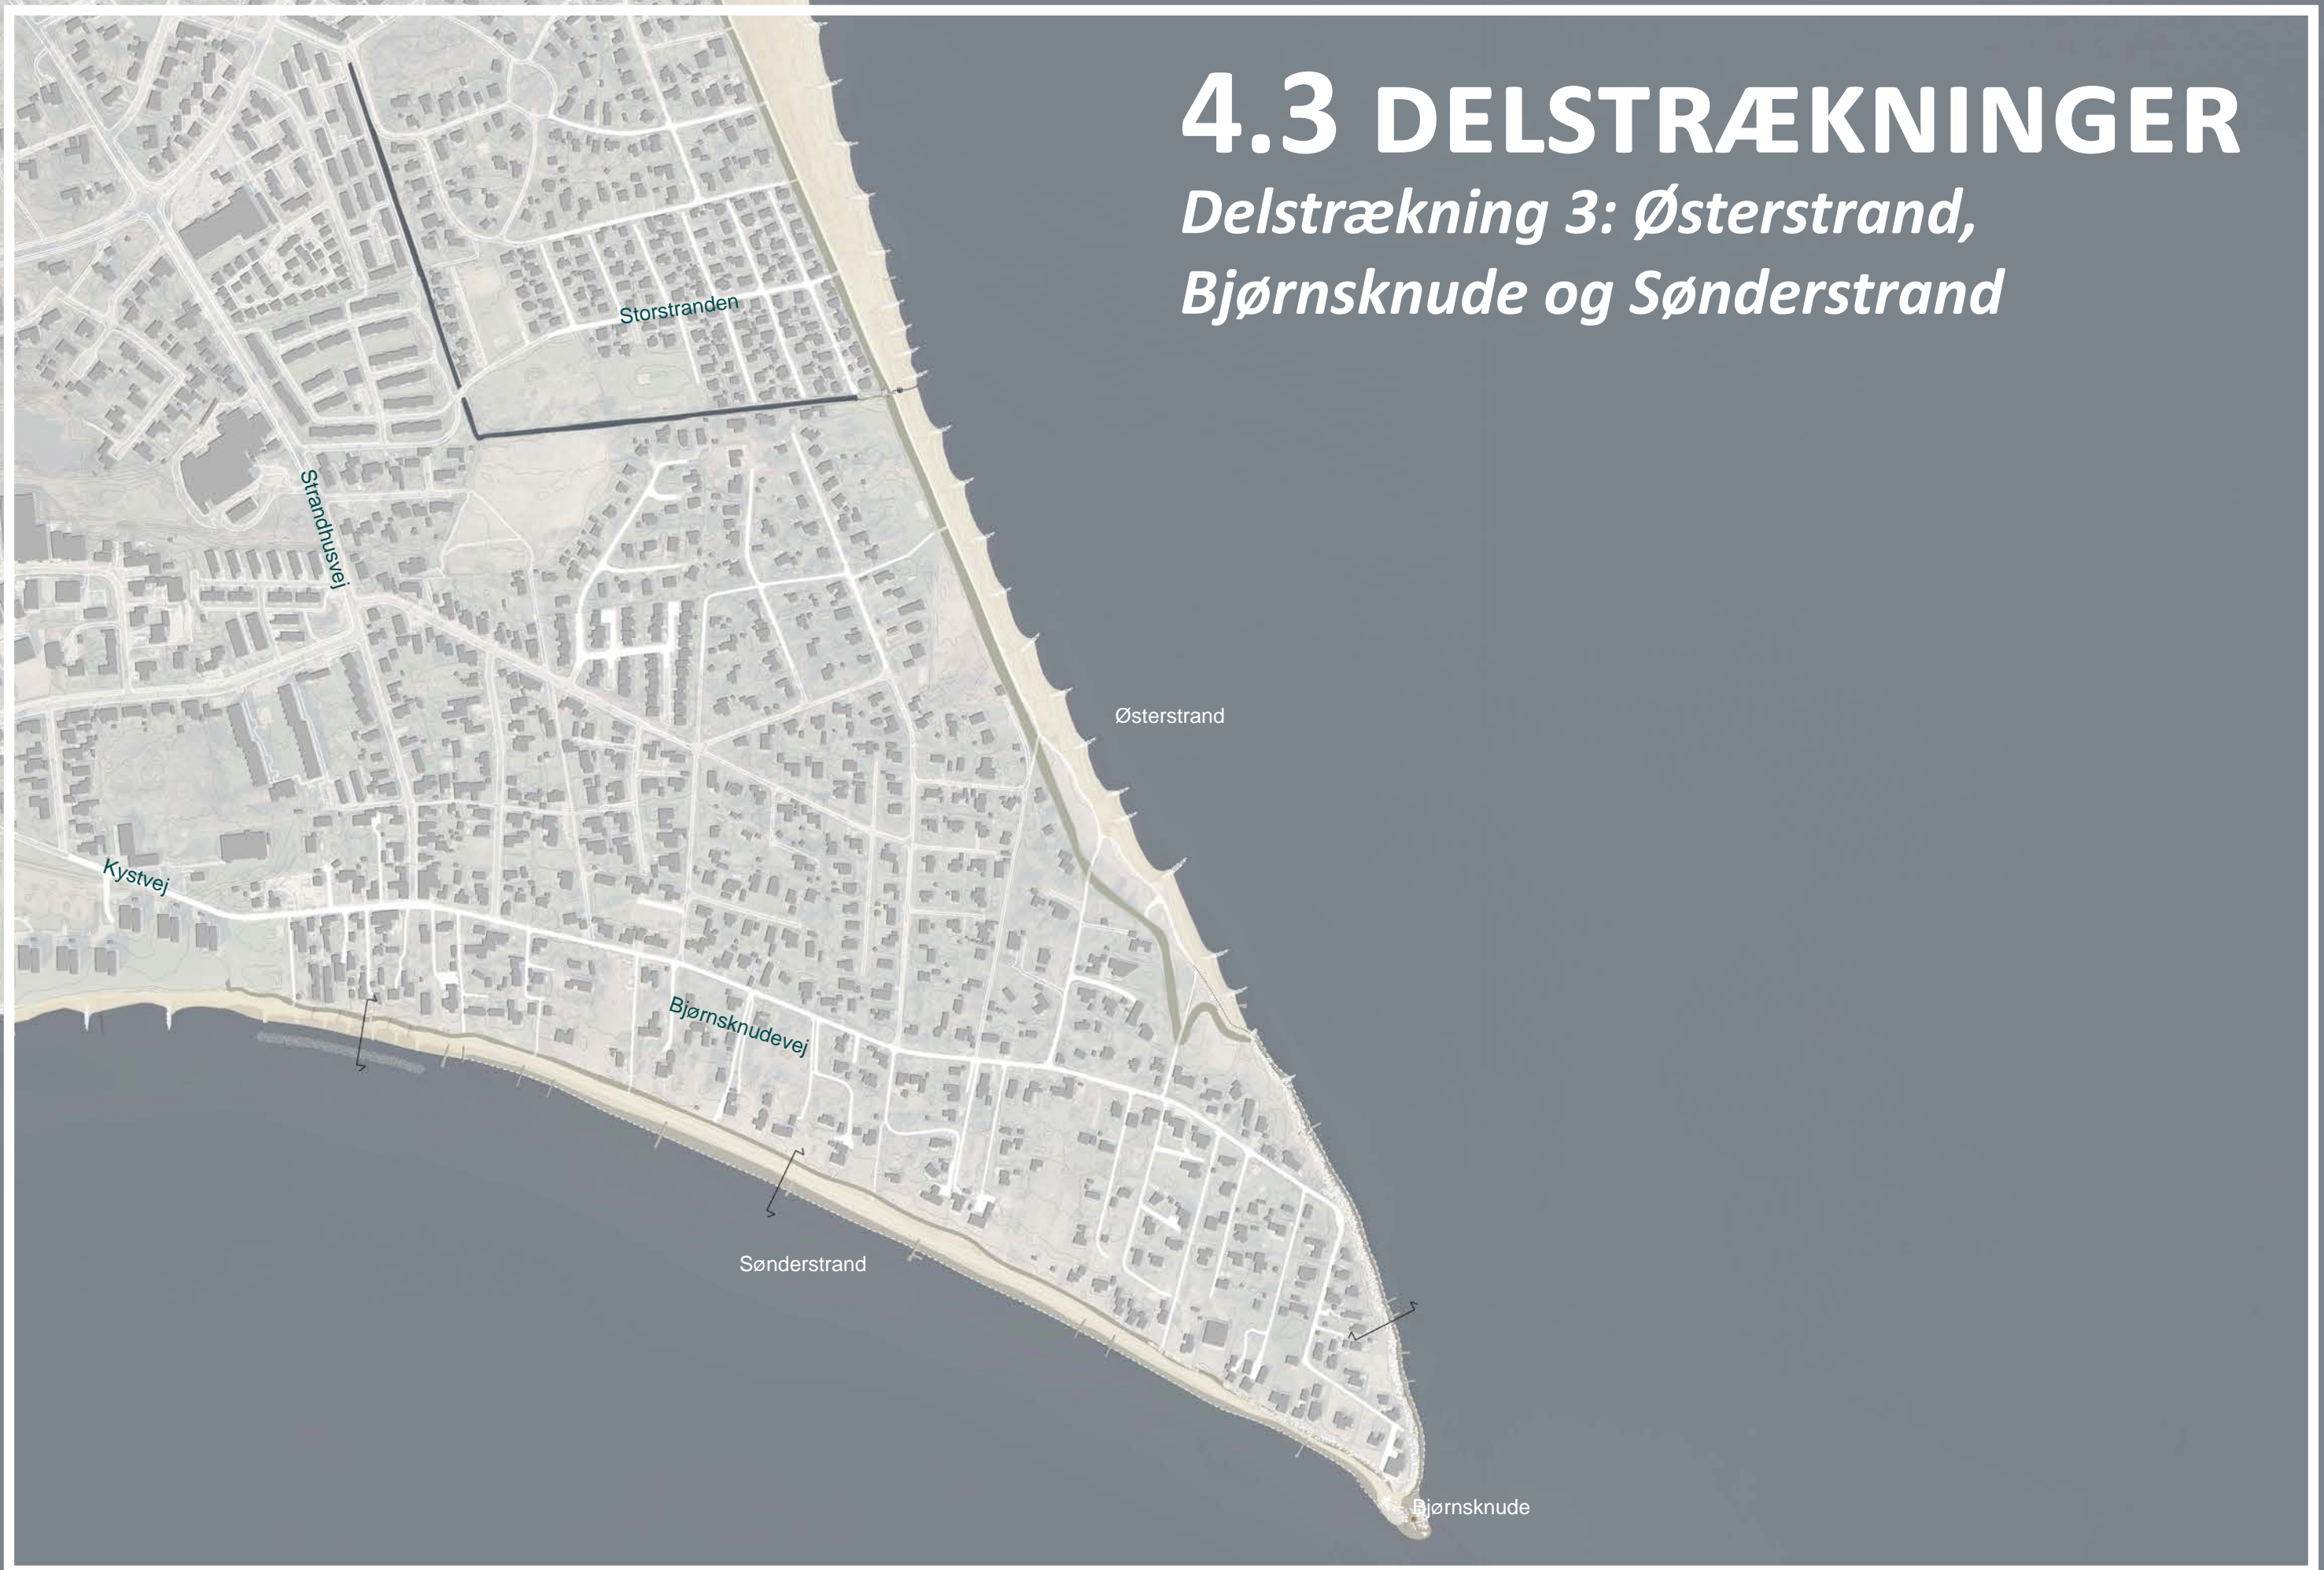 4.3 DELSTRÆKNINGER
Delstrækning 3: Østerstrand,
Bjørnsknude og Sønderstrand
Storstranden
Strandhusvej
Østerstrand
Kystvej
Bjørnsknudevej
Sønderstrand
Bjørnsknude